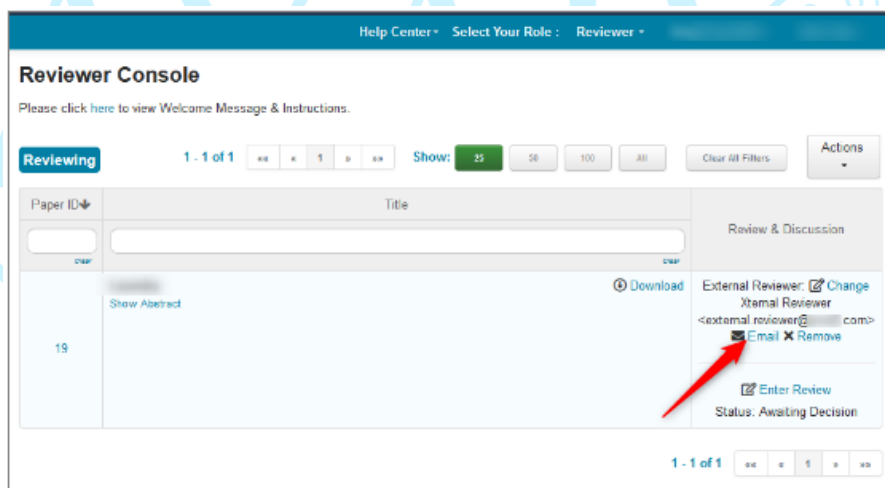 Help Center Select Your Role : Reviewer
Reviewer Console
Please click here to view Welcome Message & Instructions.
Reviewing 1 - 1 of 1 «« « 1 » »» Show: 25 50 100 All Clear All Filters Actions
Paper ID Title Review & Discussion
clear clear
Download External Reviewer: Change
Show Abstract Xternal Reviewer
<external.reviewer@ com>
19 Email Remove
Enter Review
Status: Awaiting Decision
1 - 1 of 1 «« « 1 » »»